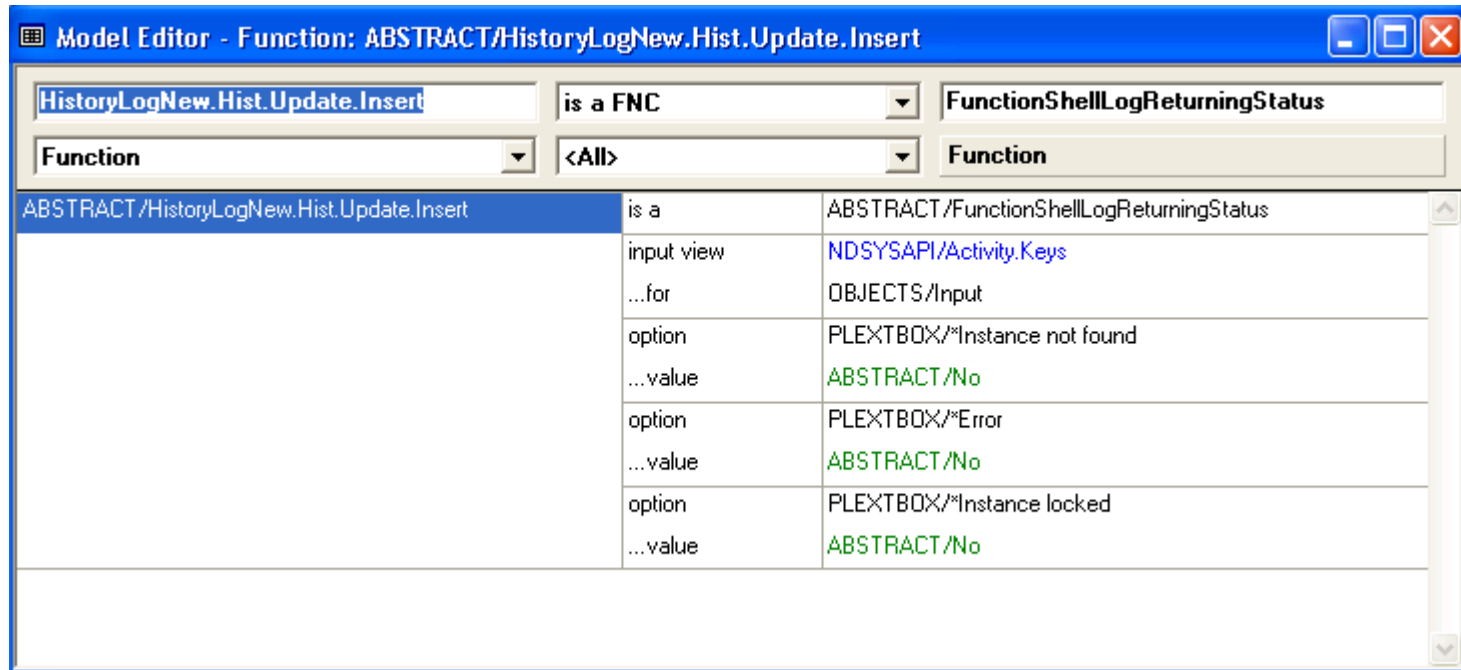 Model Editor - Function: ABSTRACT/HistoryLogNew.Hist.Update.Insert
HistoryLogNew.Hist.Update.Insert is a FNC FunctionShellLogReturningStatus
Function <All> Function
ABSTRACT/HistoryLogNew.Hist.Update.Insert is a ABSTRACT/FunctionShellLogReturningStatus
input view NDSYSAPI/Activity.Keys
...for OBJECTS/Input
option PLEXTBOX/*Instance not found
...value ABSTRACT/No
option PLEXTBOX/*Error
...value ABSTRACT/No
option PLEXTBOX/*Instance locked
...value ABSTRACT/No